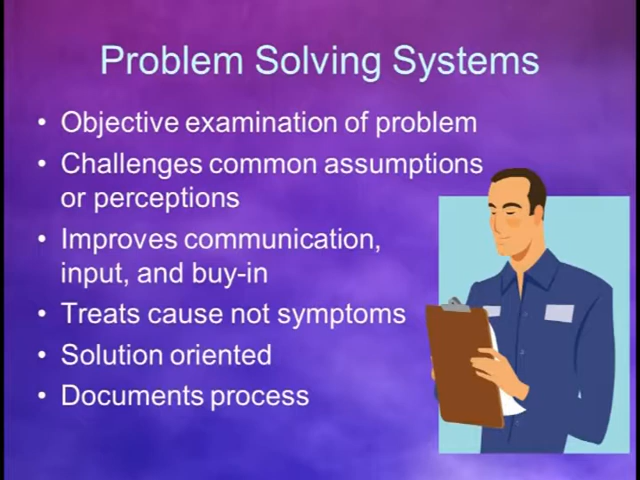 Problem Solving Systems
• Objective examination of problem
• Challenges common assumptions
or perceptions
• Improves communication,
input, and buy-in
• Treats cause not symptoms
• Solution oriented
• Documents process